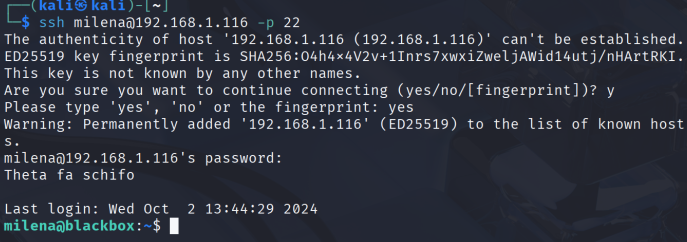 ┌──(kali㉿kali)-[~]
└─$ ssh milena@192.168.1.116 -p 22
The authenticity of host '192.168.1.116 (192.168.1.116)' can't be established.
ED25519 key fingerprint is SHA256:O4h4×4V2v+1Inrs7xwxiZweljAWid14utj/nHArtRKI.
This key is not known by any other names.
Are you sure you want to continue connecting (yes/no/[fingerprint])? y
Please type 'yes', 'no' or the fingerprint: yes
Warning: Permanently added '192.168.1.116' (ED25519) to the list of known host
s.
milena@192.168.1.116's password:
Theta fa schifo
Last login: Wed Oct  2 13:44:29 2024
milena@blackbox:~$